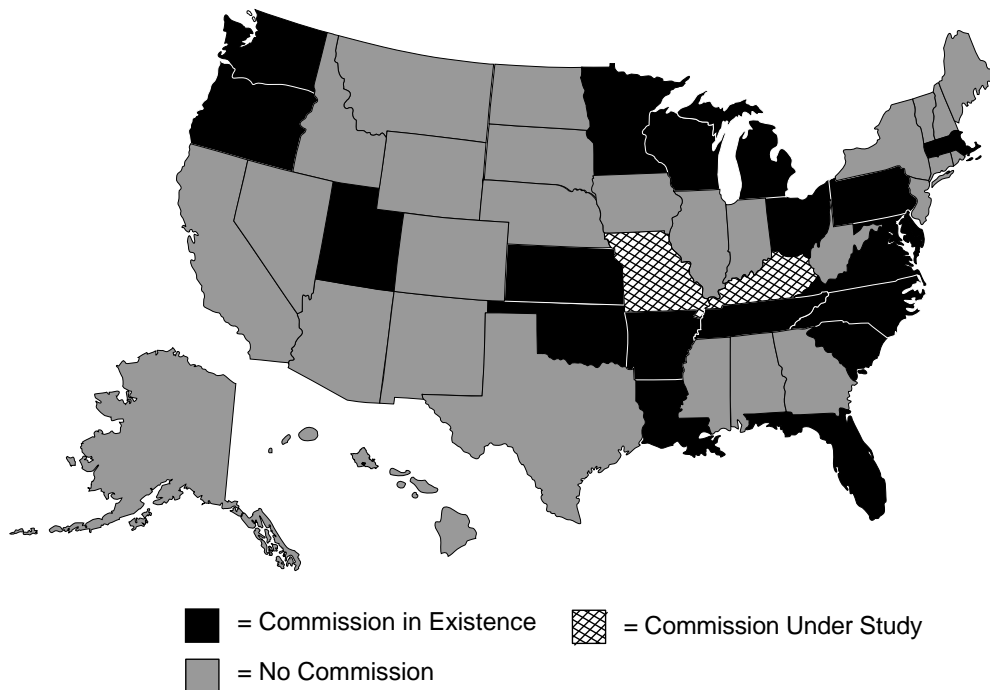 = Commission in Existence
= Commission Under Study
= No Commission